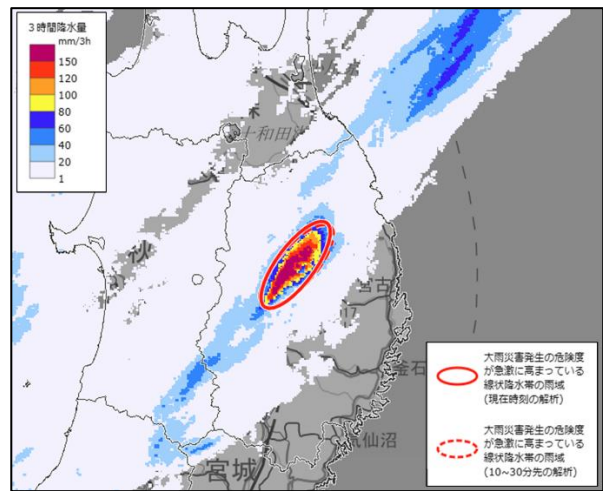 3時間降水量
mm/3h
150
120
100
80
60
40
20
1
十和田湖
秋
宮古
釜石
気仙沼
宮城
大雨災害発生の危険度
が急激に高まっている
線状降水帯の雨域
(現在時刻の解析)
大雨災害発生の危険度
が急激に高まっている
線状降水帯の雨域
(10~30分先の解析)